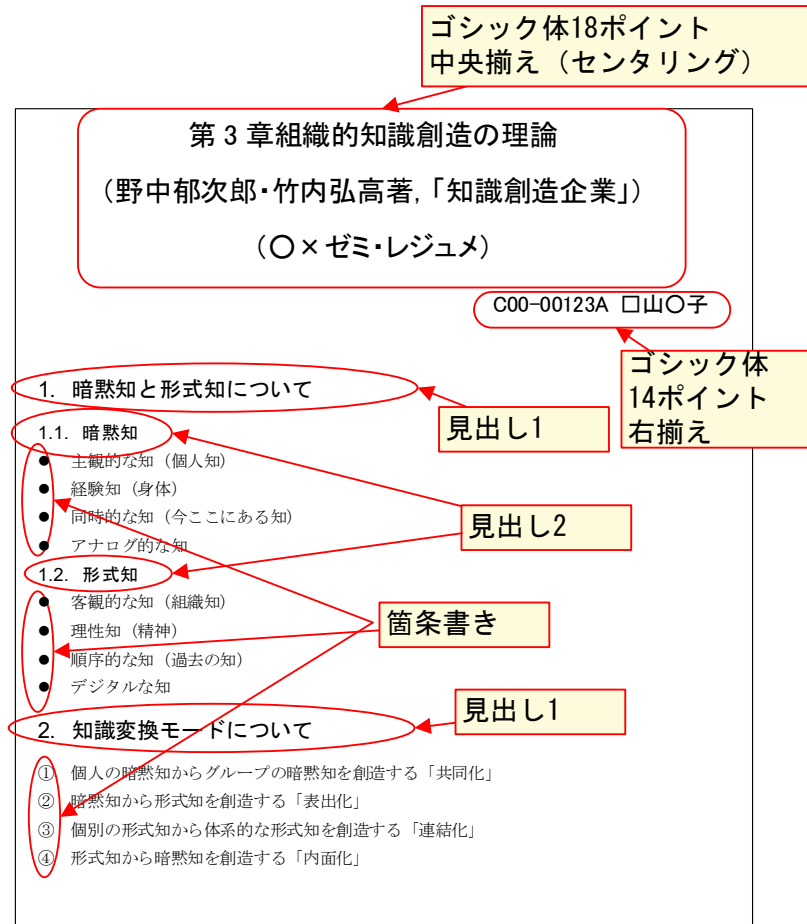 ゴシック体18ポイント
中央揃え（センタリング）
第 3 章組織的知識創造の理論
（野中郁次郎・竹内弘高著，「知識創造企業」）
（〇×ゼミ・レジュメ）
C00-00123A 口山〇子
ゴシック体
14ポイント
右揃え
1. 暗黙知と形式知について
見出し1
1.1. 暗黙知
● 主観的な知（個人知）
● 経験知（身体）
● 同時的な知（今ここにある知）
● アナログ的な知
見出し2
1.2. 形式知
● 客観的な知（組織知）
● 理性知（精神）
● 順序的な知（過去の知）
● デジタルな知
箇条書き
見出し1
2. 知識変換モードについて
① 個人の暗黙知からグループの暗黙知を創造する「共同化」
② 暗黙知から形式知を創造する「表出化」
③ 個別の形式知から体系的な形式知を創造する「連結化」
④ 形式知から暗黙知を創造する「内面化」